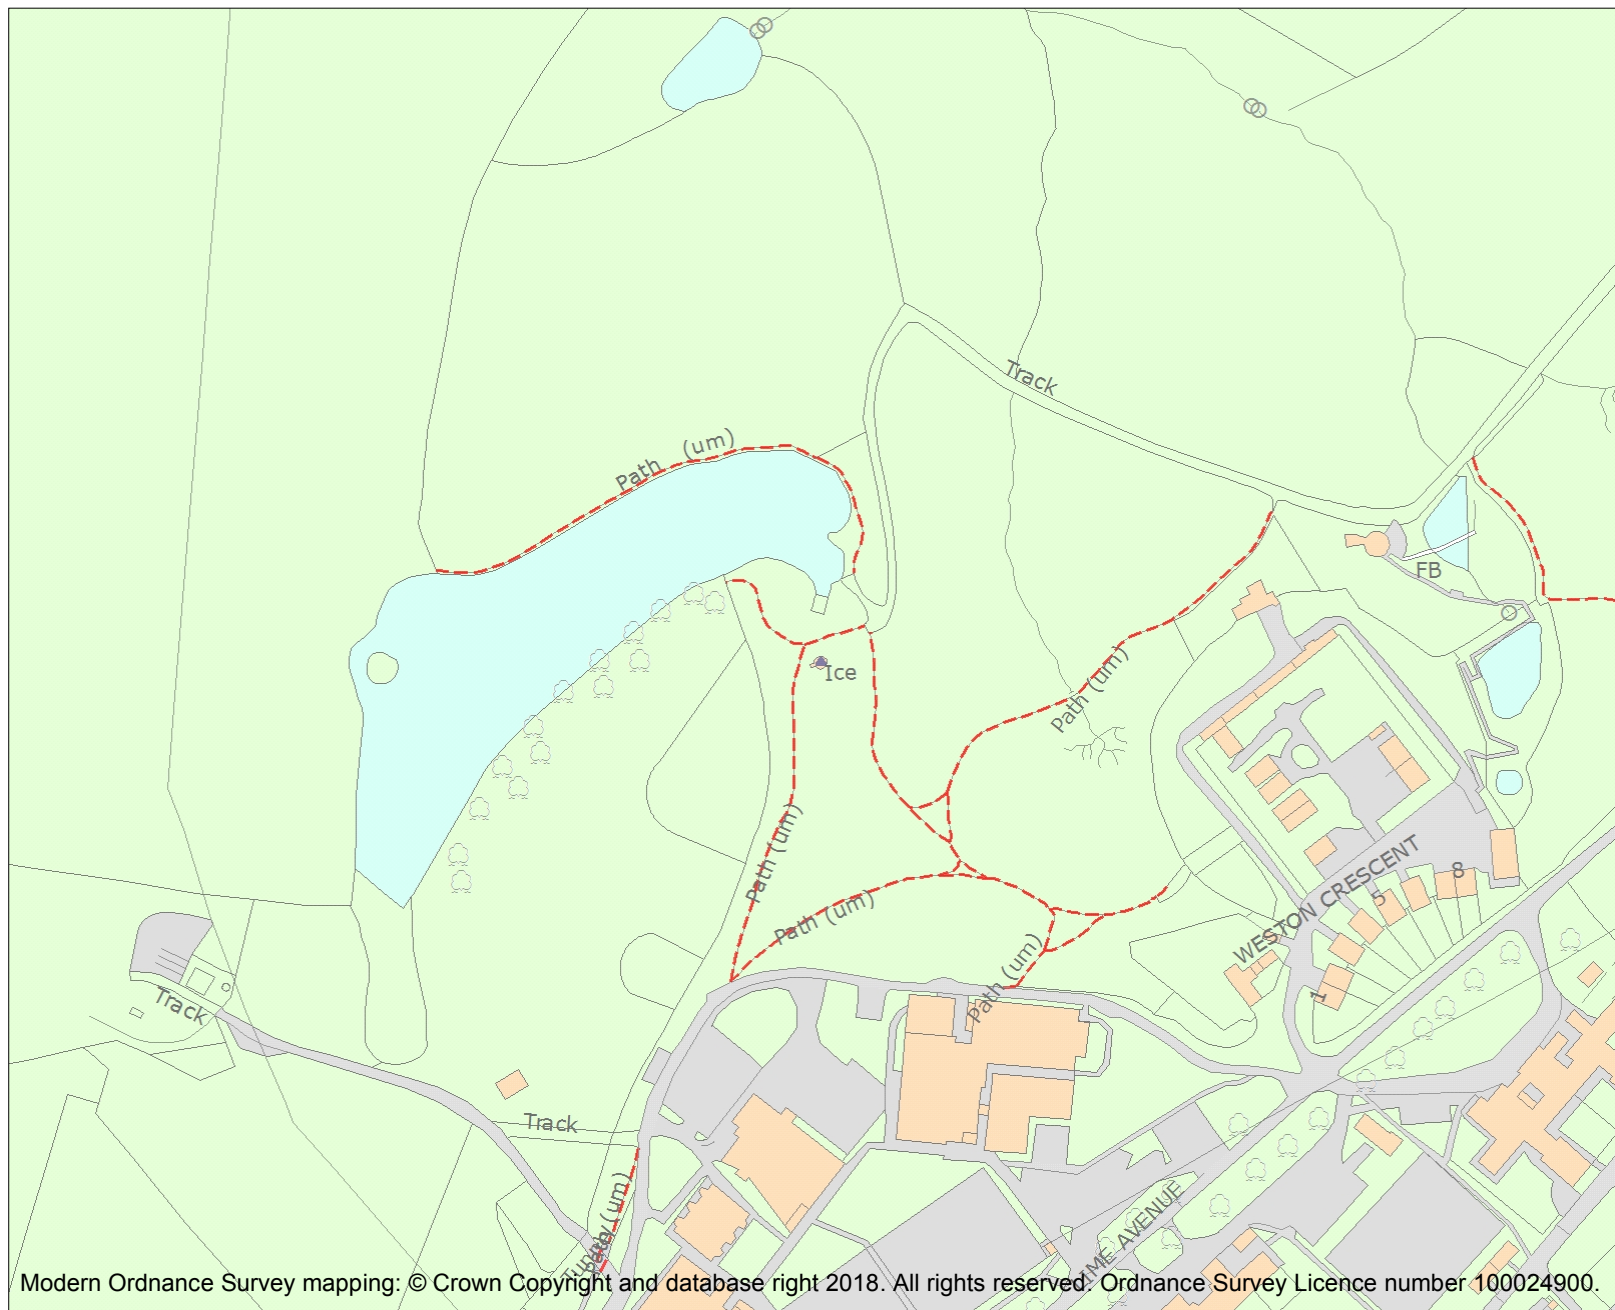 Track
Path (um)
FB
Ice
Path (um)
Path (um)
WESTON CRESCENT
8
5
1
Path (um)
Path (um)
Track
Track
Path (um)
Modern Ordnance Survey mapping: © Crown Copyright and database right 2018. All rights reserved. Ordnance Survey Licence number 100024900.